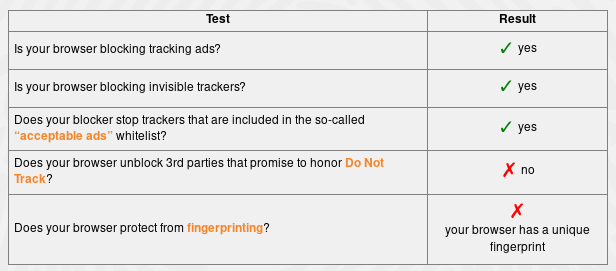 Test
Result
Is your browser blocking tracking ads?
✓ yes
Is your browser blocking invisible trackers?
✓ yes
Does your blocker stop trackers that are included in the so-called
“acceptable ads” whitelist?
✓ yes
Does your browser unblock 3rd parties that promise to honor Do Not
Track?
✗ no
Does your browser protect from fingerprinting?
✗
your browser has a unique
fingerprint